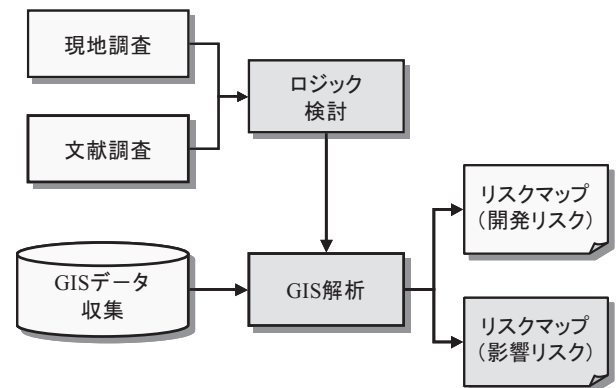 現地調査
文献調査
ロジック
検討
GISデータ
収集
GIS解析
リスクマップ
（開発リスク）
リスクマップ
（影響リスク）